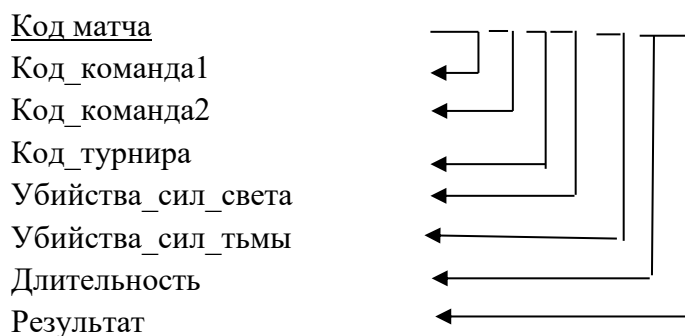 Код матча
Код_команда1
Код_команда2
Код_турнира
Убийства_сил_света
Убийства_сил_тьмы
Длительность
Результат